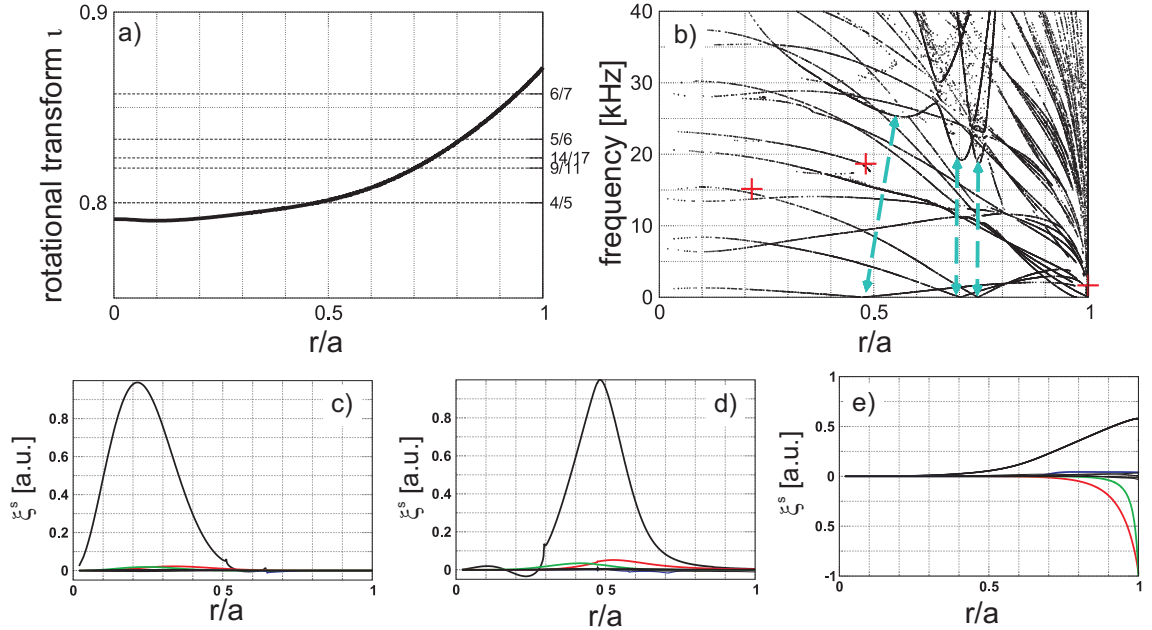 a)
rotational transform ι
0.9
0.8
6/7
5/6
14/17
9/11
4/5
0
0.5
1
r/a
b)
frequency [kHz]
40
30
20
10
0
0
0.5
1
r/a
c)
ξˢ [a.u.]
0.8
0.6
0.4
0.2
0
0
0.5
1
r/a
d)
ξˢ [a.u.]
0.8
0.6
0.4
0.2
0
0
0 5
1
r/a
e)
ξˢ [a.u.]
1
0.5
0
0.5
-1
0.5
1
r/a